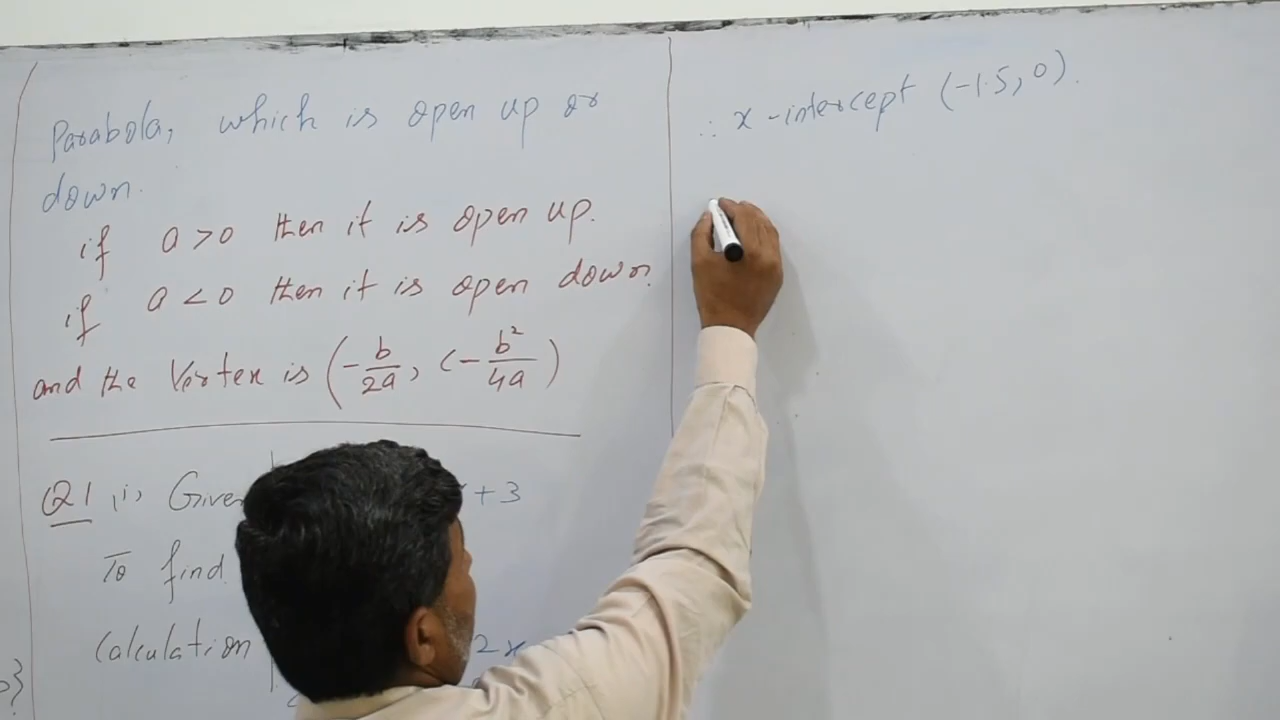 Parabola, which is open up or
down.
if a > 0 then it is open up.
if a < 0 then it is open down.
and the Vertex is (-b/2a, (-b²/4a)
Q1 i, Given + 3
To find
Calculation 2x
∴ x-intercept (-1.5, 0).